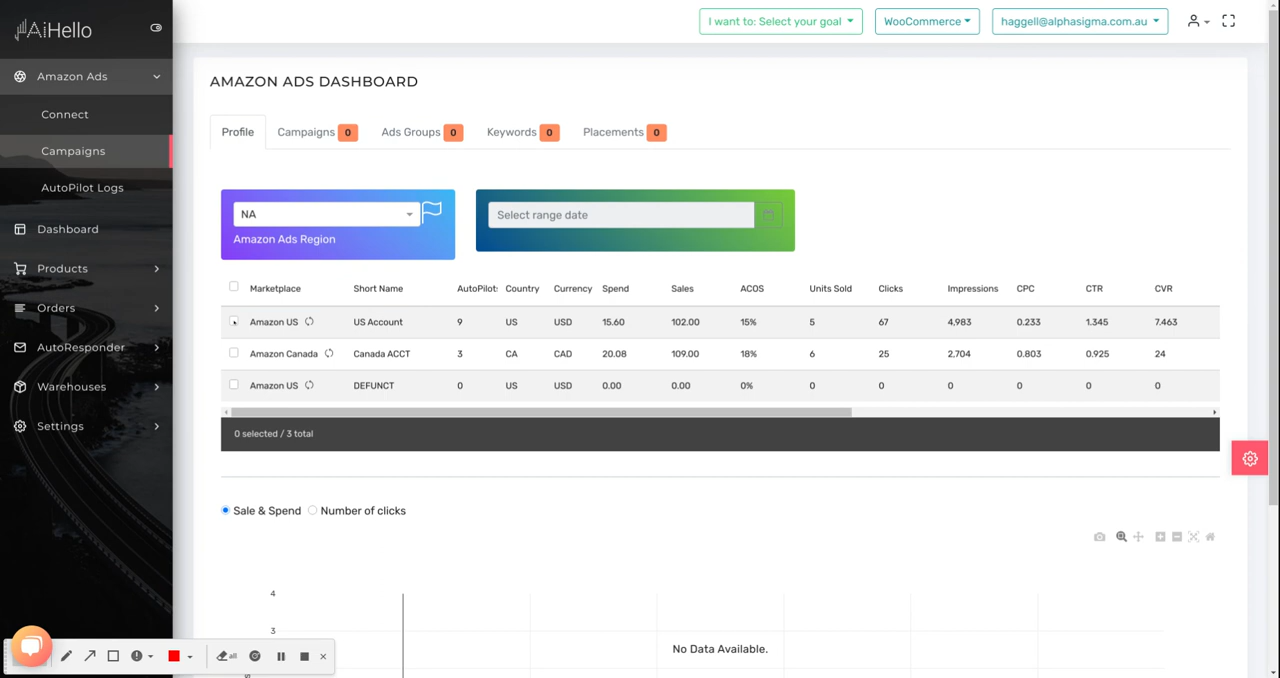 AiHello
I want to: Select your goal
WooCommerce
haggell@alphasigma.com.au
Amazon Ads
Connect
Campaigns
AutoPilot Logs
Dashboard
Products
Orders
AutoResponder
Warehouses
Settings
AMAZON ADS DASHBOARD
Profile Campaigns 0 Ads Groups 0 Keywords 0 Placements 0
NA
Amazon Ads Region
Select range date
Marketplace Short Name AutoPilot: Country Currency Spend Sales ACOS Units Sold Clicks Impressions CPC CTR CVR
Amazon US US Account 9 US USD 15.60 102.00 15% 5 67 4,983 0.233 1.345 7.463
Amazon Canada Canada ACCT 3 CA CAD 20.08 109.00 18% 6 25 2,704 0.803 0.925 24
Amazon US DEFUNCT 0 US USD 0.00 0.00 0% 0 0 0 0 0 0
0 selected / 3 total
Sale & Spend Number of clicks
4
3
No Data Available.
all